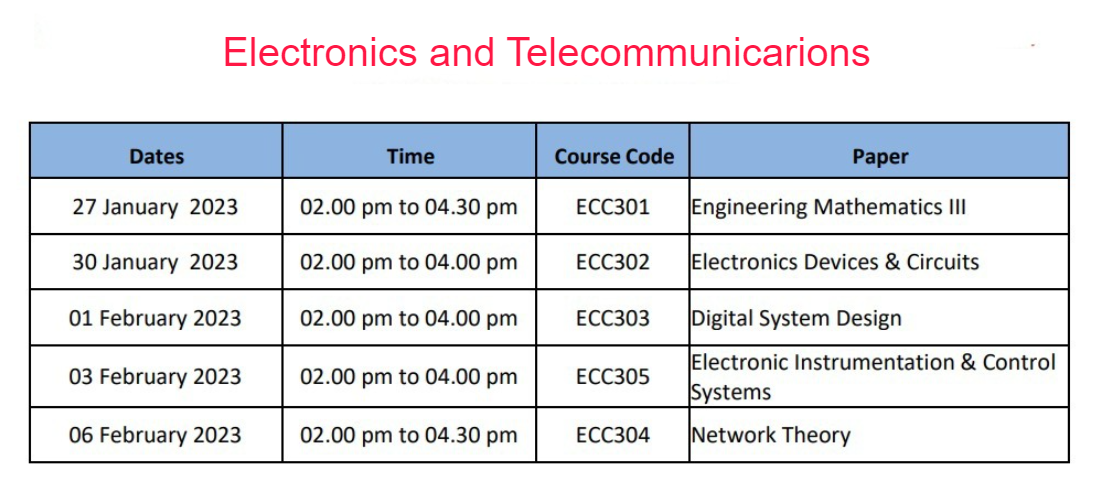 Electronics and Telecommunicarions
Dates Time Course Code Paper
27 January 2023 02.00 pm to 04.30 pm ECC301 Engineering Mathematics III
30 January 2023 02.00 pm to 04.00 pm ECC302 Electronics Devices & Circuits
01 February 2023 02.00 pm to 04.00 pm ECC303 Digital System Design
03 February 2023 02.00 pm to 04.00 pm ECC305 Electronic Instrumentation & Control
Systems
06 February 2023 02.00 pm to 04.30 pm ECC304 Network Theory